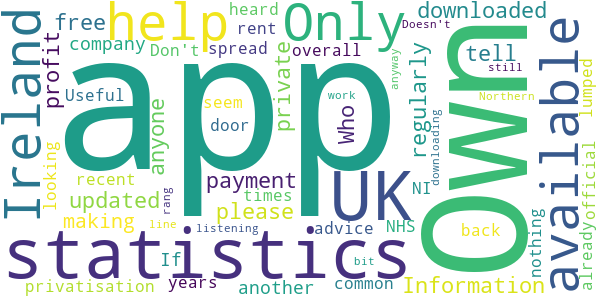 help
Only
downloaded
heard
free
rent
company
Don't
spread
overall
tell
Doesn't
still
Ireland
profit
app
Own
available
Useful
private
regularly
anyone
seem
door
work
Who
anyway
Northern
lumped
looking
recent
payment
UK
NI
downloading
updated
times
making
rang
please
NHS
already
official
line
listening
advice
back
statistics
If
bit
nothing
Information
privatisation
years
another
common